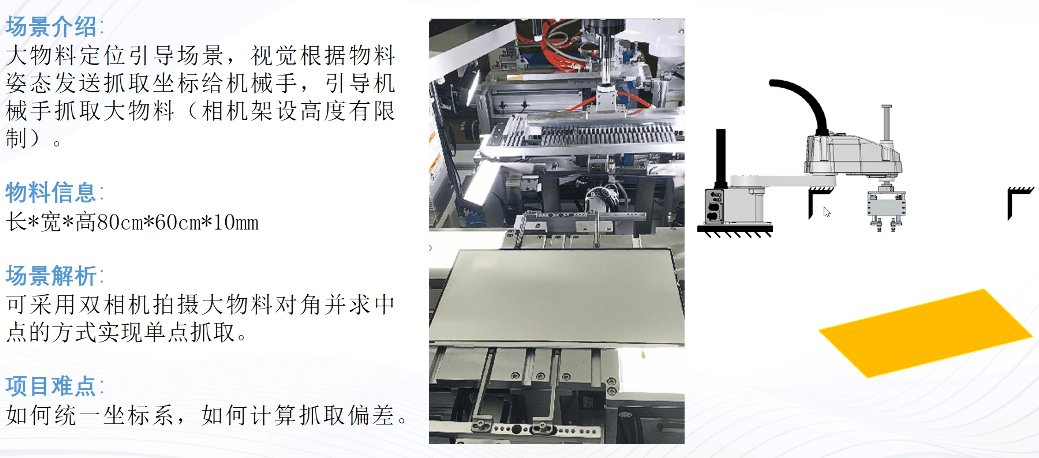 场景介绍:
大物料定位引导场景，视觉根据物料
姿态发送抓取坐标给机械手，引导机
械手抓取大物料（相机架设高度有限
制）。
物料信息:
长*宽*高80cm*60cm*10mm
场景解析:
可采用双相机拍摄大物料对角并求中
点的方式实现单点抓取。
项目难点:
如何统一坐标系，如何计算抓取偏差。